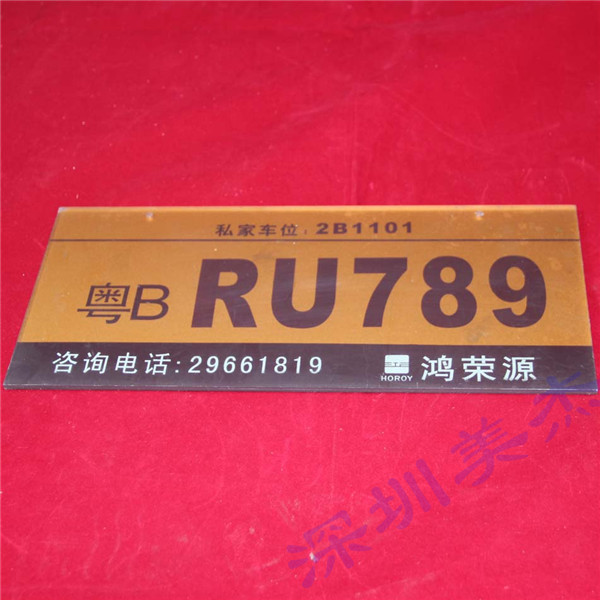 私家车位:2B1101
粤B RU789
咨询电话:29661819
HOROY 鸿荣源
深圳美杰